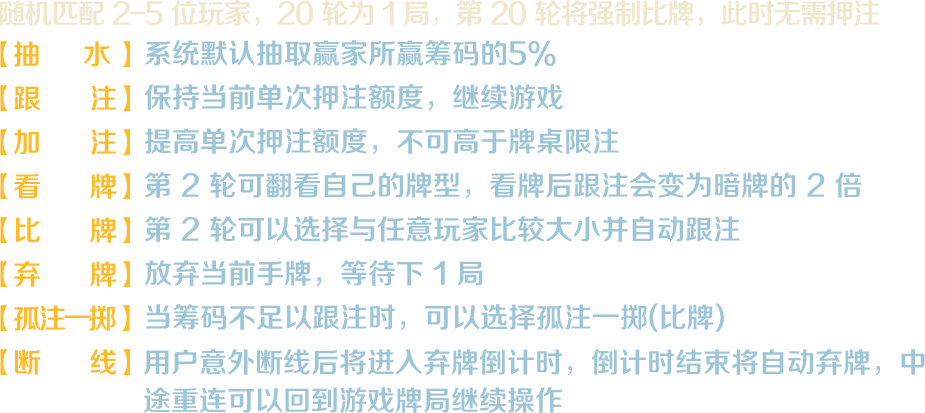 随机匹配 2-5 位玩家，20 轮为 1局，第 20 轮将强制比牌，此时无需押注
【抽 水】系统默认抽取赢家所赢筹码的5%
【跟 注】保持当前单次押注额度，继续游戏
【加 注】提高单次押注额度，不可高于牌桌限注
【看 牌】第 2 轮可翻看自己的牌型，看牌后跟注会变为暗牌的 2 倍
【比 牌】第 2 轮可以选择与任意玩家比较大小并自动跟注
【弃 牌】放弃当前手牌，等待下 1 局
【孤注一掷】当筹码不足以跟注时，可以选择孤注一掷(比牌)
【断 线】用户意外断线后将进入弃牌倒计时，倒计时结束将自动弃牌，中
途重连可以回到游戏牌局继续操作